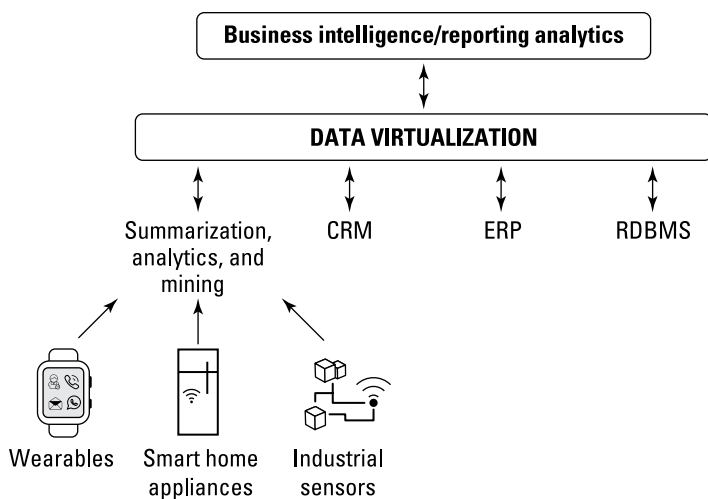 Business intelligence/reporting analytics
DATA VIRTUALIZATION
Summarization,
analytics, and
mining
CRM
ERP
RDBMS
Wearables
Smart home
appliances
Industrial
sensors